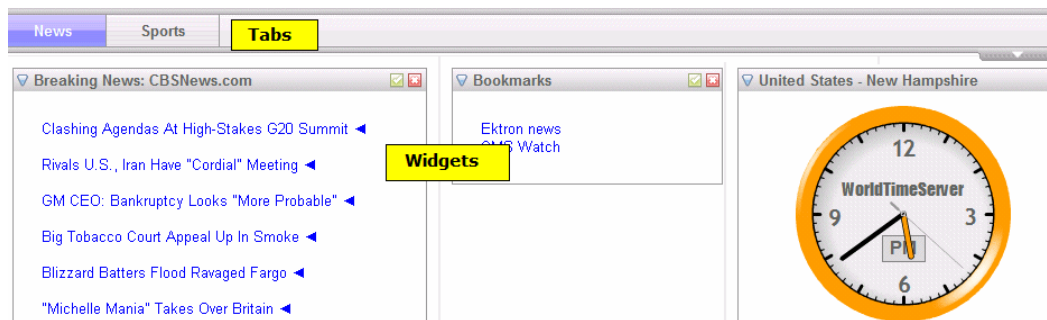 News
Sports
Tabs
Breaking News: CBSNews.com
Clashing Agendas At High-Stakes G20 Summit
Rivals U.S., Iran Have "Cordial" Meeting
GM CEO: Bankruptcy Looks "More Probable"
Big Tobacco Court Appeal Up In Smoke
Blizzard Batters Flood Ravaged Fargo
"Michelle Mania" Takes Over Britain
Bookmarks
Ektron news
CMS Watch
Widgets
United States - New Hampshire
12
WorldTimeServer
9
3
PM
6